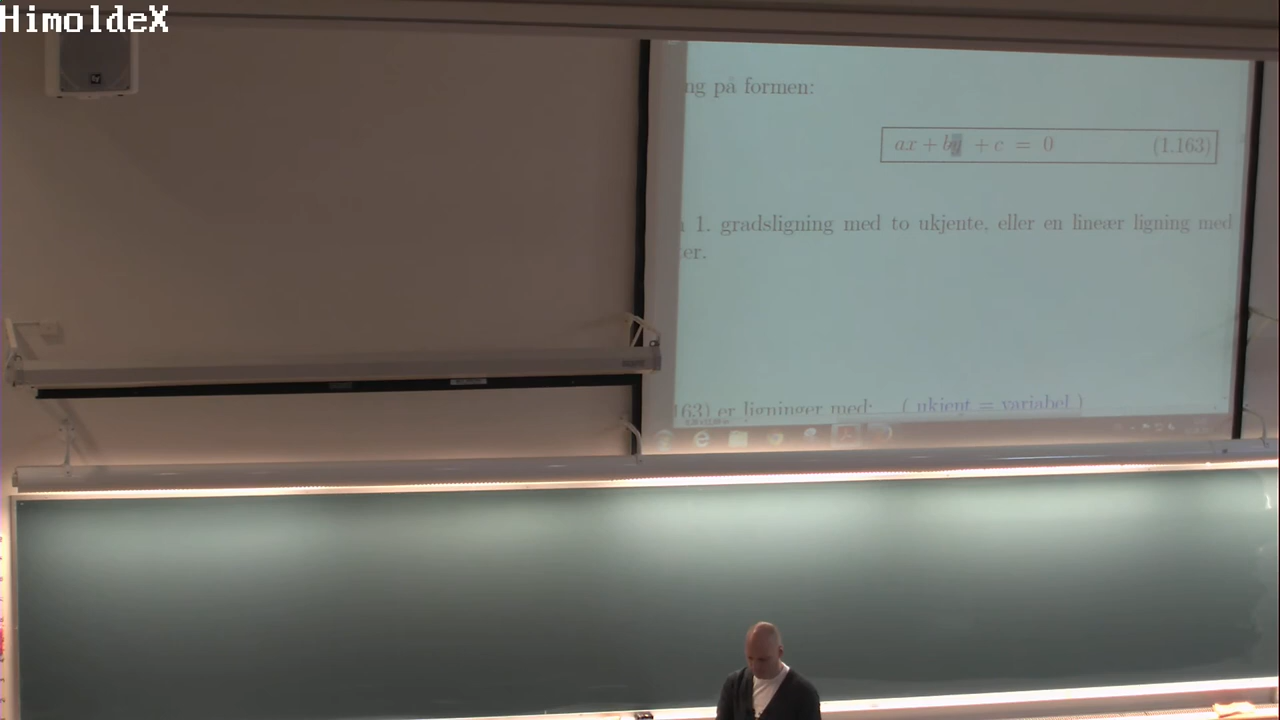 HimoldeX
ng på formen:
ax + by + c = 0 (1.163)
1. gradsligning med to ukjente, eller en lineær ligning med
er.
163) er ligninger med: ( ukjent = variabel )